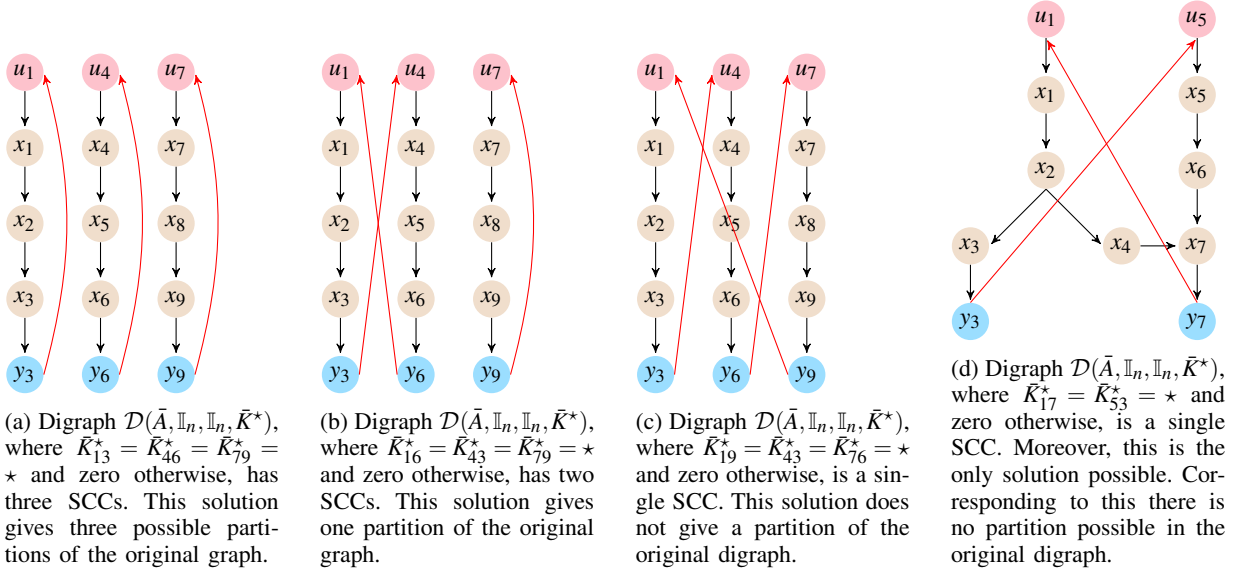 u₁ u₄ u₇
x₁ x₄ x₇
x₂ x₅ x₈
x₃ x₆ x₉
y₃ y₆ y₉
(a) Digraph 𝒟(Ā, 𝕀ₙ, 𝕀ₙ, K̄⋆),
where K̄⋆₁₃ = K̄⋆₄₆ = K̄⋆₇₉ =
⋆ and zero otherwise, has
three SCCs. This solution
gives three possible parti-
tions of the original graph.
u₁ u₄ u₇
x₁ x₄ x₇
x₂ x₅ x₈
x₃ x₆ x₉
y₃ y₆ y₉
(b) Digraph 𝒟(Ā, 𝕀ₙ, 𝕀ₙ, K̄⋆),
where K̄⋆₁₆ = K̄⋆₄₃ = K̄⋆₇₉ = ⋆
and zero otherwise, has two
SCCs. This solution gives
one partition of the original
graph.
u₁ u₄ u₇
x₁ x₄ x₇
x₂ x₅ x₈
x₃ x₆ x₉
y₃ y₆ y₉
(c) Digraph 𝒟(Ā, 𝕀ₙ, 𝕀ₙ, K̄⋆),
where K̄⋆₁₉ = K̄⋆₄₃ = K̄⋆₇₆ = ⋆
and zero otherwise, is a sin-
gle SCC. This solution does
not give a partition of the
original digraph.
u₁ u₅
x₁ x₅
x₂ x₆
x₃ x₄ x₇
y₃ y₇
(d) Digraph 𝒟(Ā, 𝕀ₙ, 𝕀ₙ, K̄⋆),
where K̄⋆₁₇ = K̄⋆₅₃ = ⋆ and
zero otherwise, is a single
SCC. Moreover, this is the
only solution possible. Cor-
responding to this there is
no partition possible in the
original digraph.